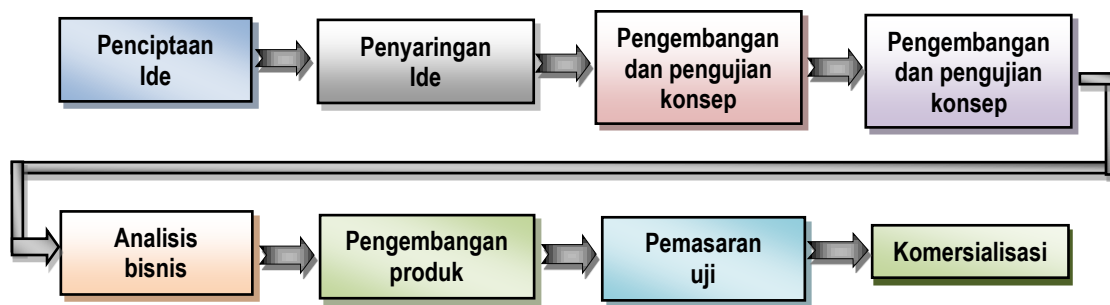 Penciptaan
Ide
Penyaringan
Ide
Pengembangan
dan pengujian
konsep
Pengembangan
dan pengujian
konsep
Analisis
bisnis
Pengembangan
produk
Pemasaran
uji
Komersialisasi